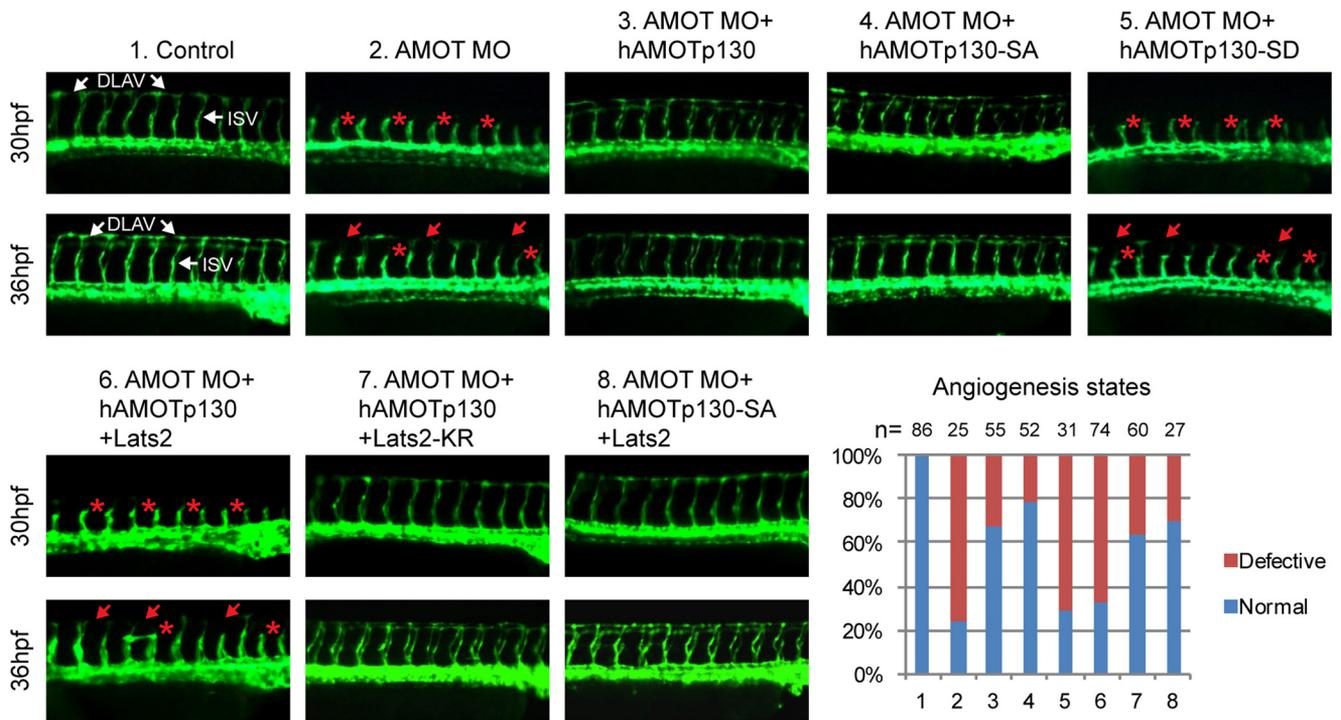 1. Control
2. AMOT MO
3. AMOT MO+
hAMOTp130
4. AMOT MO+
hAMOTp130-SA
5. AMOT MO+
hAMOTp130-SD
30hpf
DLAV
ISV
*
*
*
*
*
*
*
*
36hpf
DLAV
ISV
*
*
*
*
*
6. AMOT MO+
hAMOTp130
+Lats2
7. AMOT MO+
hAMOTp130
+Lats2-KR
8. AMOT MO+
hAMOTp130-SA
+Lats2
30hpf
*
*
*
*
36hpf
*
*
Angiogenesis states
n= 86 25 55 52 31 74 60 27
100%
80%
60%
40%
20%
0%
1 2 3 4 5 6 7 8
Defective
Normal